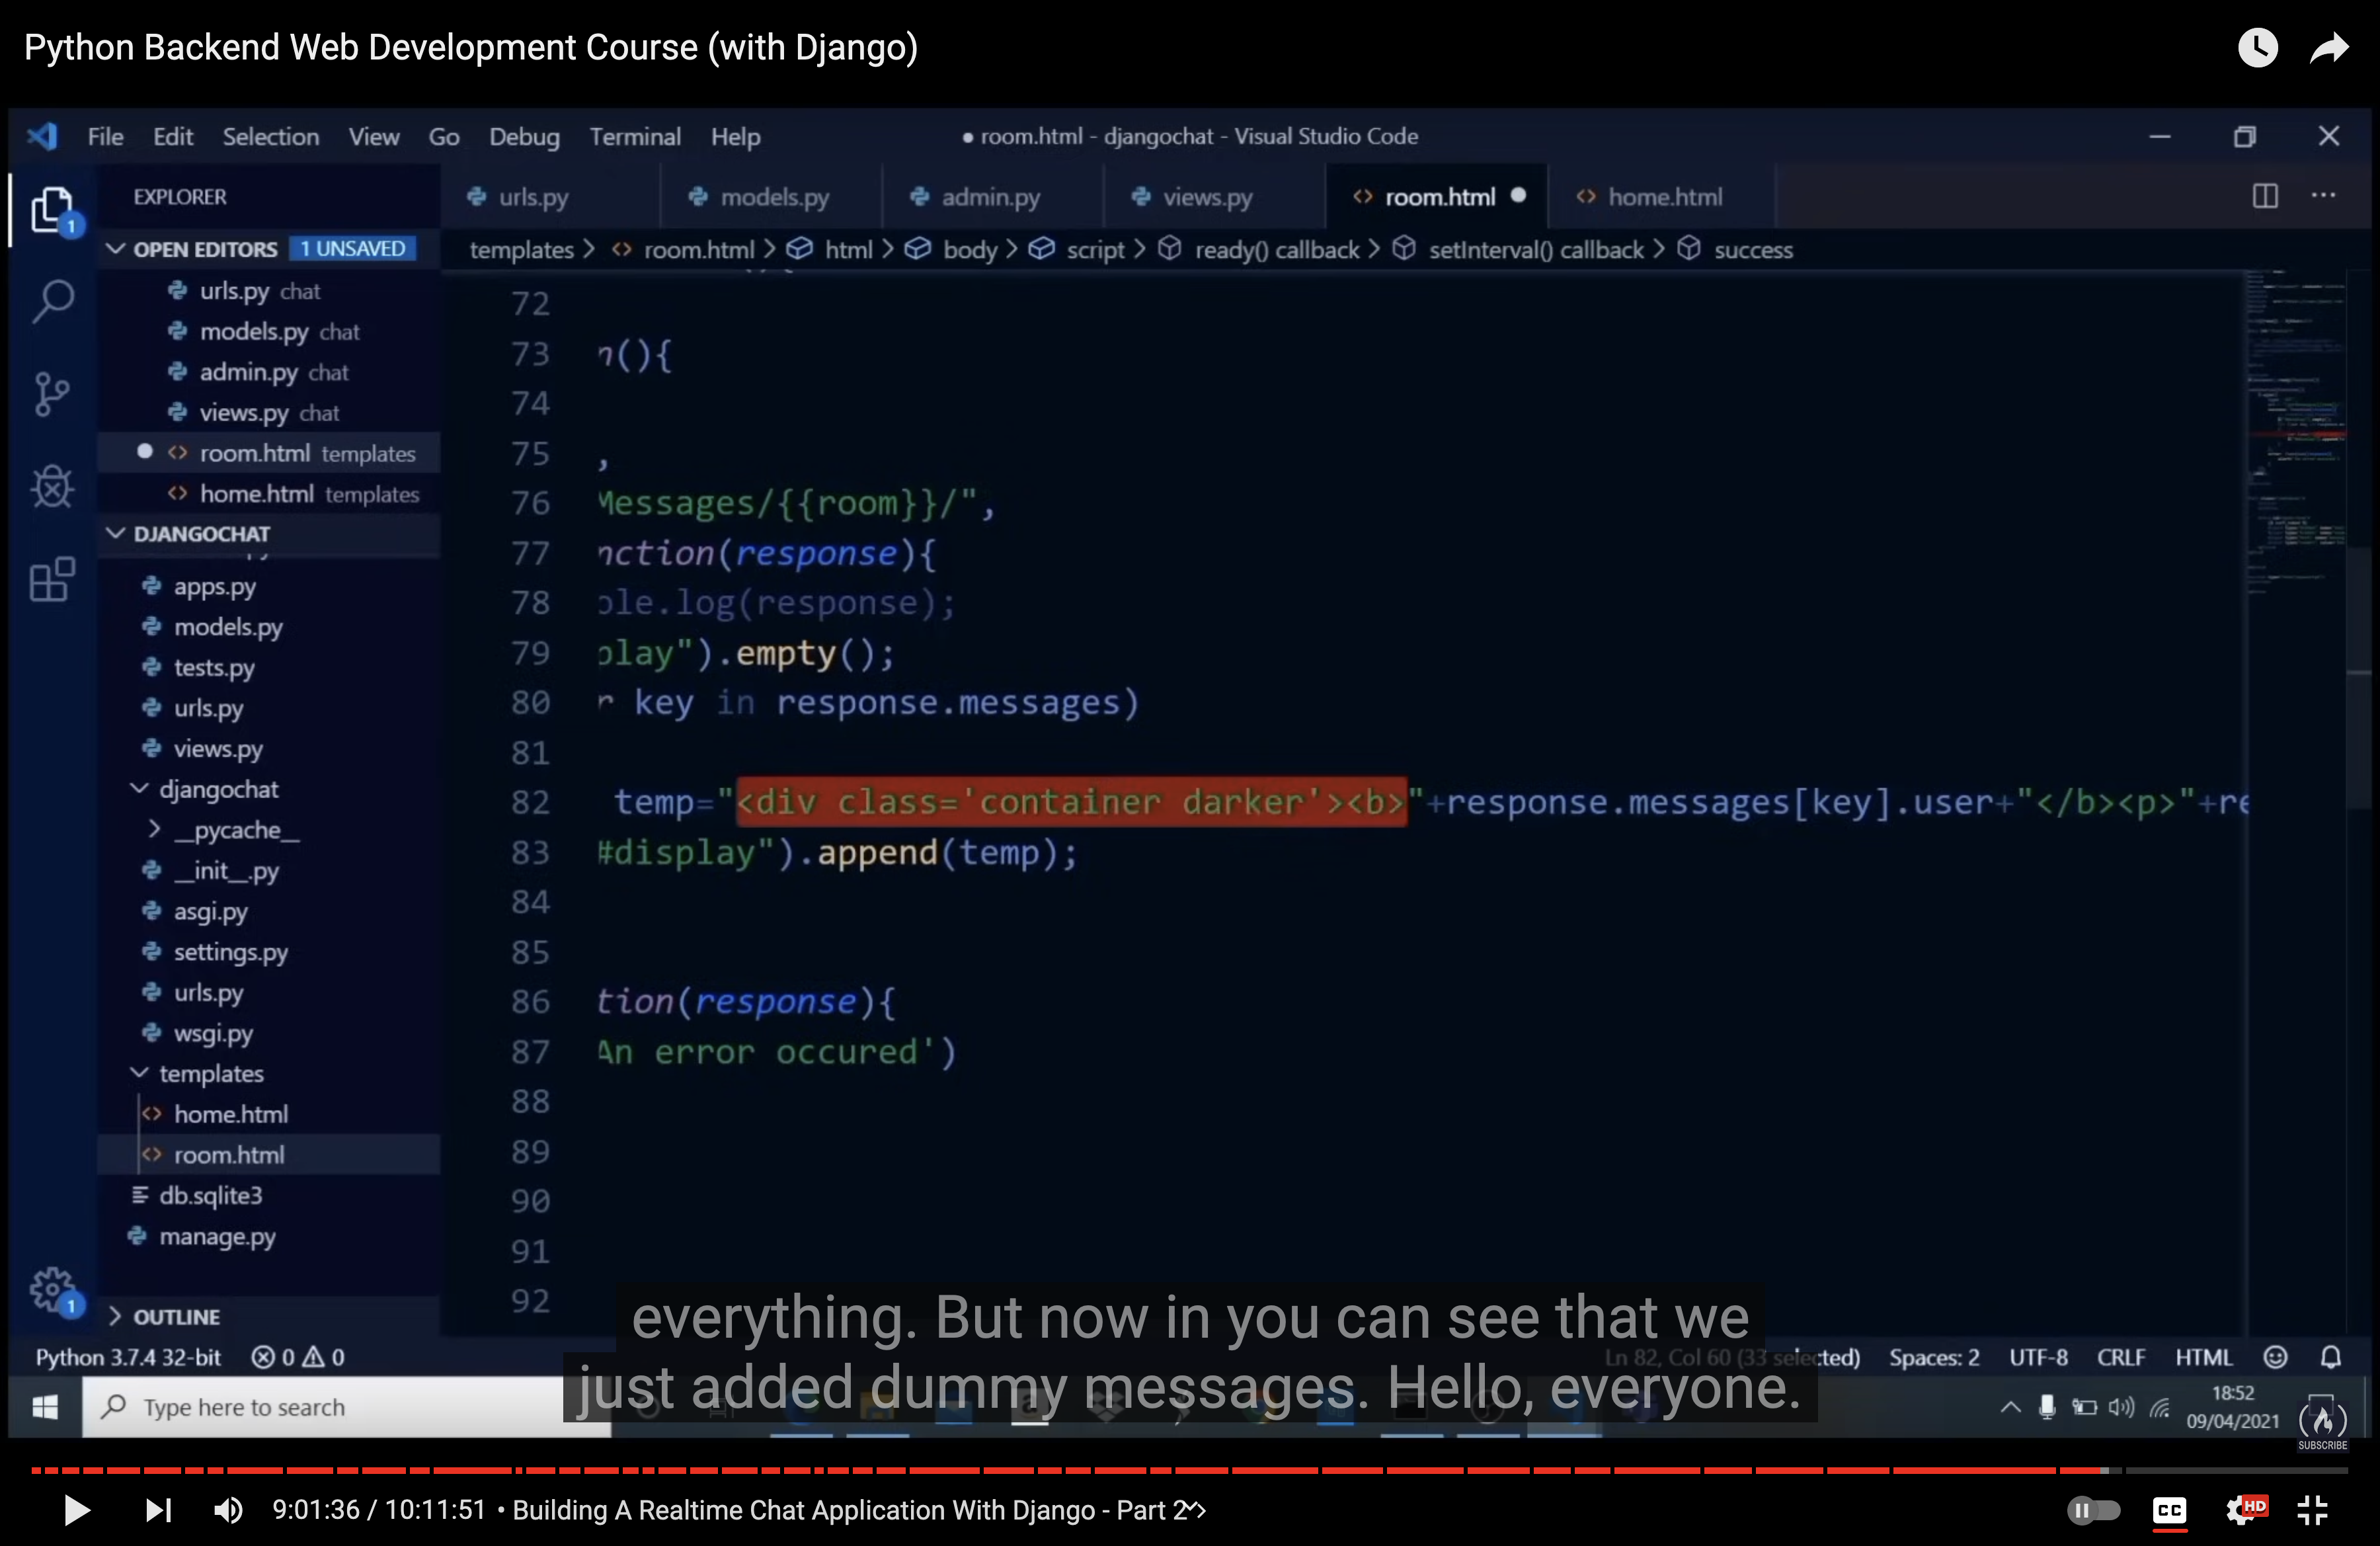 Python Backend Web Development Course (with Django)
File Edit Selection View Go Debug Terminal Help
● room.html - djangochat - Visual Studio Code
EXPLORER
urls.py models.py admin.py views.py room.html home.html
OPEN EDITORS 1 UNSAVED
templates > room.html > html > body > script > ready() callback > setInterval() callback > success
urls.py chat
models.py chat
admin.py chat
views.py chat
room.html templates
home.html templates
DJANGOCHAT
apps.py
models.py
tests.py
urls.py
views.py
djangochat
__pycache__
__init__.py
asgi.py
settings.py
urls.py
wsgi.py
templates
home.html
room.html
db.sqlite3
manage.py
OUTLINE
72
73 n(){
74
75 ,
76 Messages/{{room}}/",
77 nction(response){
78 ole.log(response);
79 play").empty();
80 r key in response.messages)
81
82 temp="<div class='container darker'><b>"+response.messages[key].user+"</b><p>"+re
83 #display").append(temp);
84
85
86 tion(response){
87 An error occured')
88
89
90
91
92
everything. But now in you can see that we
just added dummy messages. Hello, everyone.
Python 3.7.4 32-bit 0 0
Ln 82, Col 60 (33 selected) Spaces: 2 UTF-8 CRLF HTML
Type here to search
18:52
09/04/2021
SUBSCRIBE
9:01:36 / 10:11:51 • Building A Realtime Chat Application With Django - Part 2
CC
HD